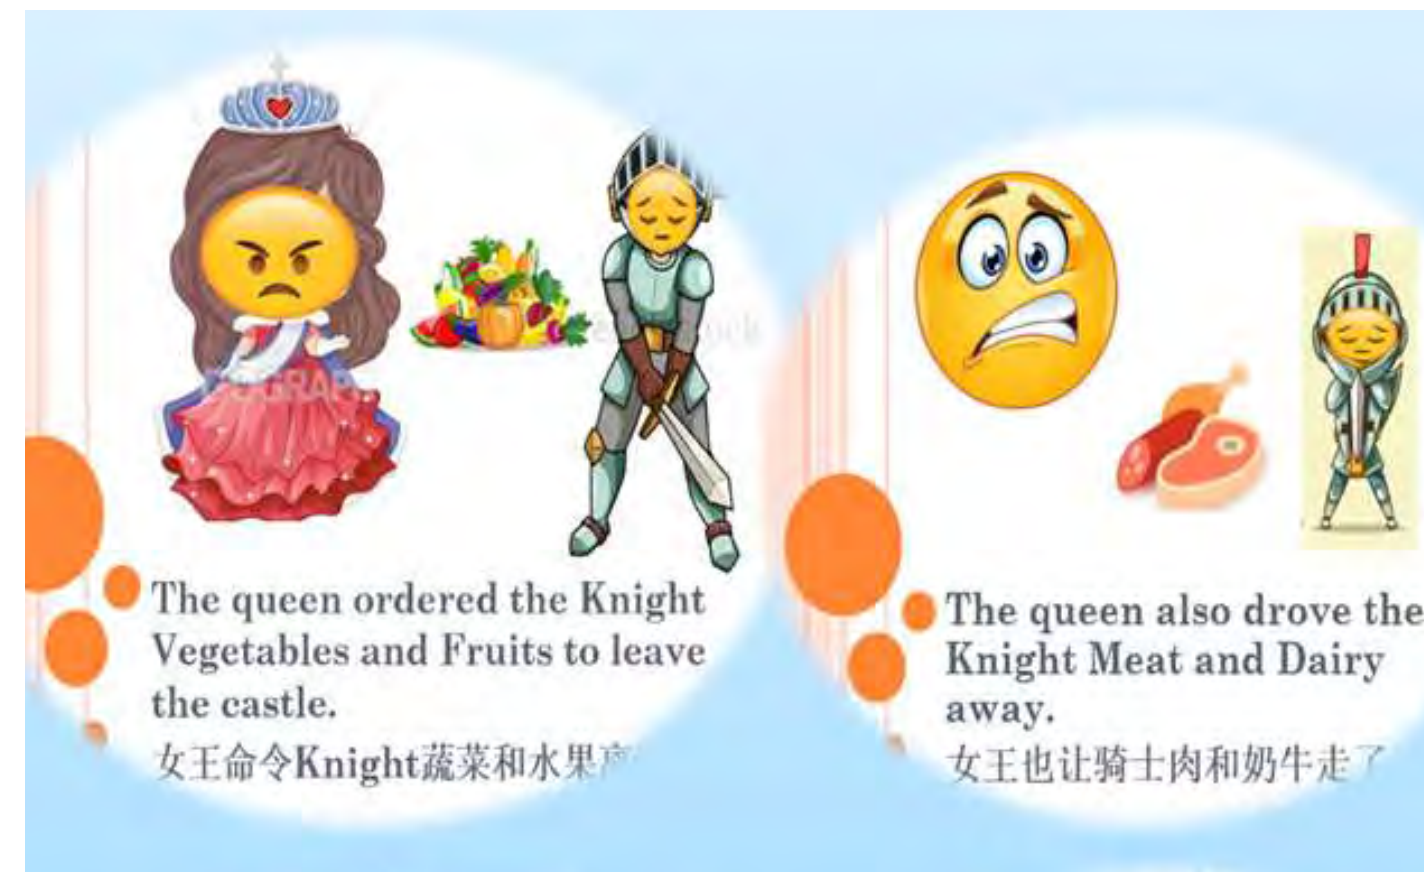 The queen ordered the Knight
Vegetables and Fruits to leave
the castle.
女王命令Knight蔬菜和水果
The queen also drove the
Knight Meat and Dairy
away.
女王也让骑士肉和奶牛走了